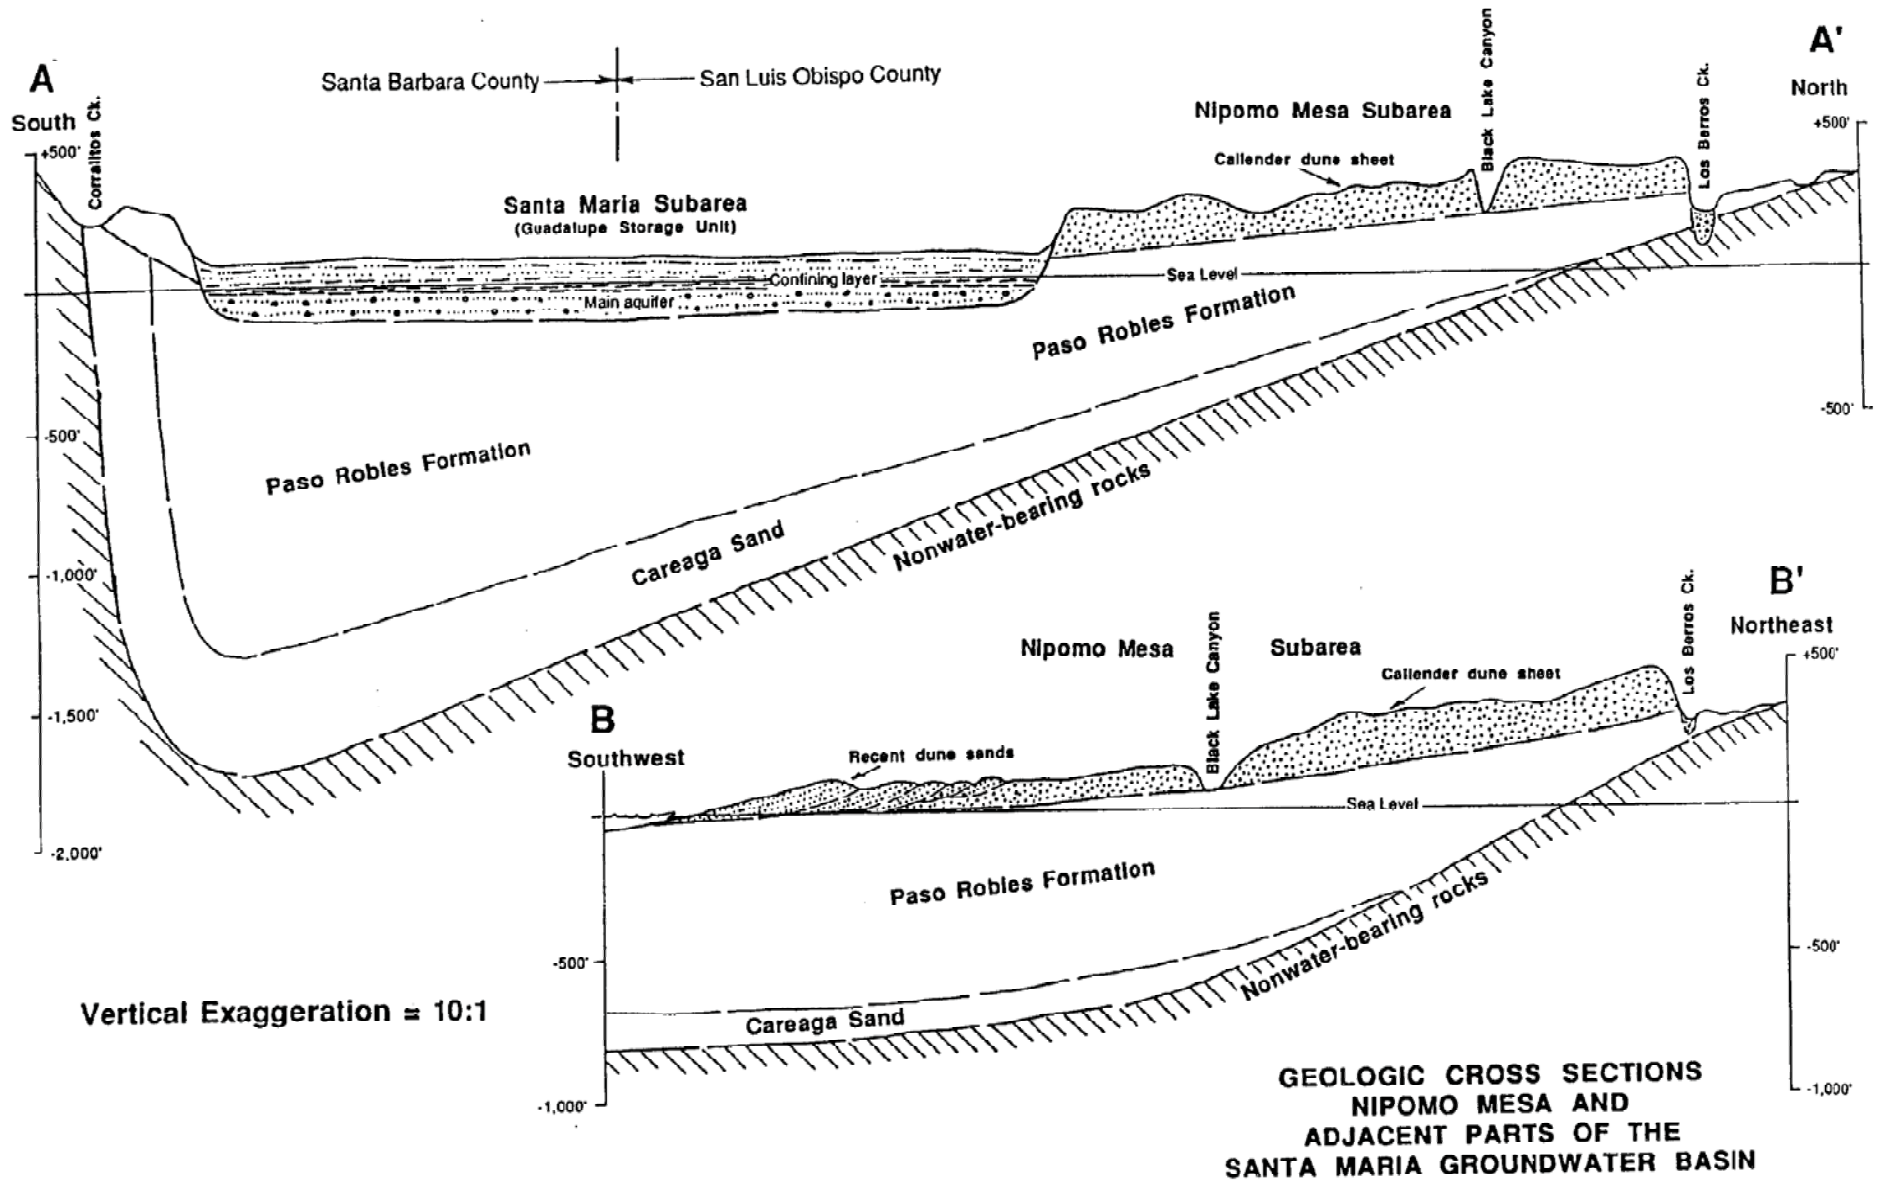 A
South
Corralitos Ck.
+500'
-500'
-1,000'
-1,500'
-2,000'
Santa Barbara County
San Luis Obispo County
Santa Maria Subarea
(Guadalupe Storage Unit)
Confining layer
Main aquifer
Nipomo Mesa Subarea
Callender dune sheet
Black Lake Canyon
Los Berros Ck.
A'
North
+500'
-500'
Sea Level
Paso Robles Formation
Paso Robles Formation
Careaga Sand
Nonwater-bearing rocks
B
Southwest
-500'
-1,000'
Recent dune sands
Nipomo Mesa
Black Lake Canyon
Subarea
Callender dune sheet
Los Berros Ck.
B'
Northeast
+500'
-500'
-1,000'
Sea Level
Paso Robles Formation
Careaga Sand
Nonwater-bearing rocks
Vertical Exaggeration ≅ 10:1
GEOLOGIC CROSS SECTIONS
NIPOMO MESA AND
ADJACENT PARTS OF THE
SANTA MARIA GROUNDWATER BASIN